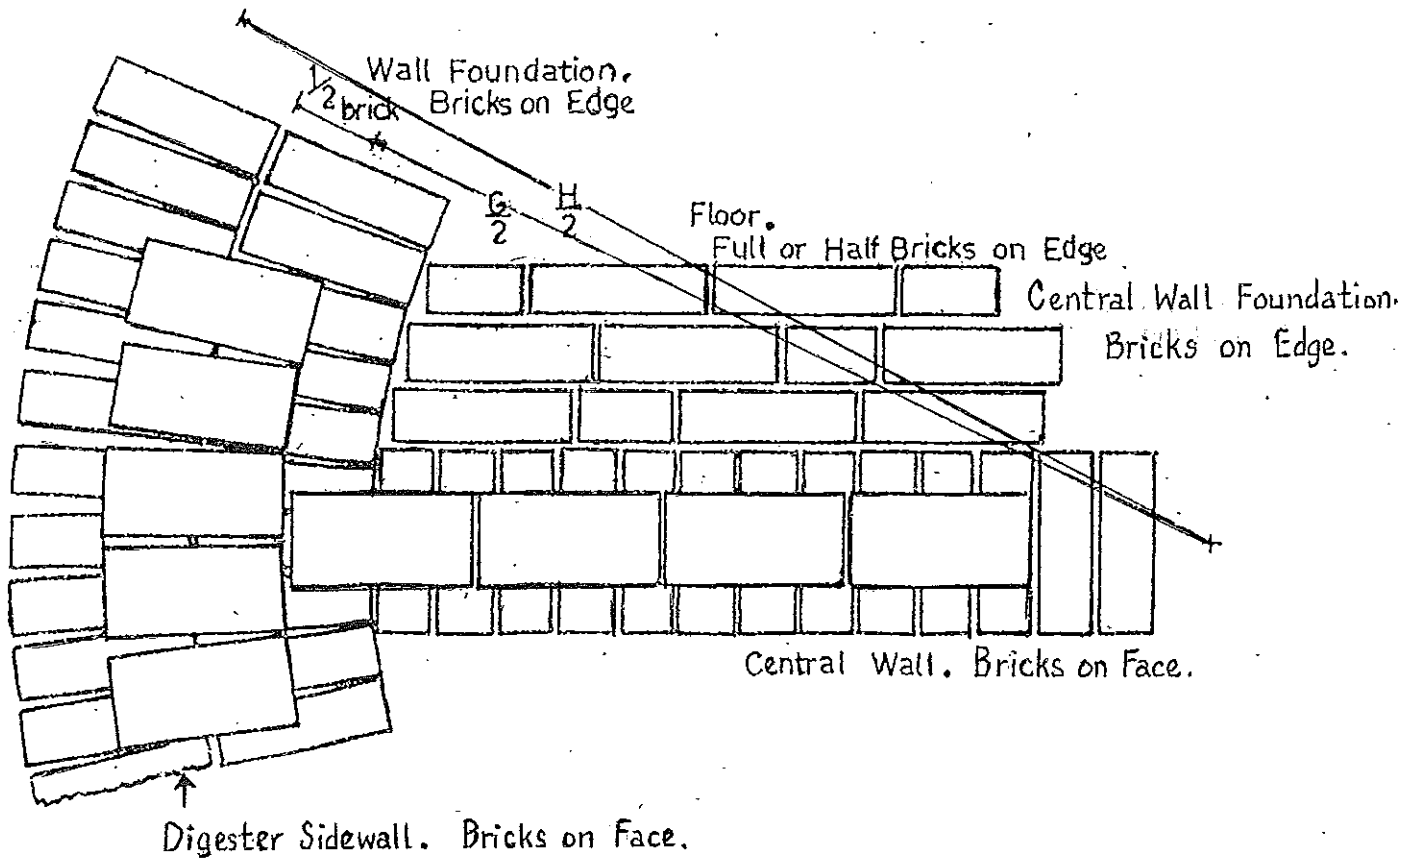 Wall Foundation.
Bricks on Edge
1/2 brick
G/2
H/2
Floor.
Full or Half Bricks on Edge
Central Wall Foundation.
Bricks on Edge.
Central Wall. Bricks on Face.
Digester Sidewall. Bricks on Face.